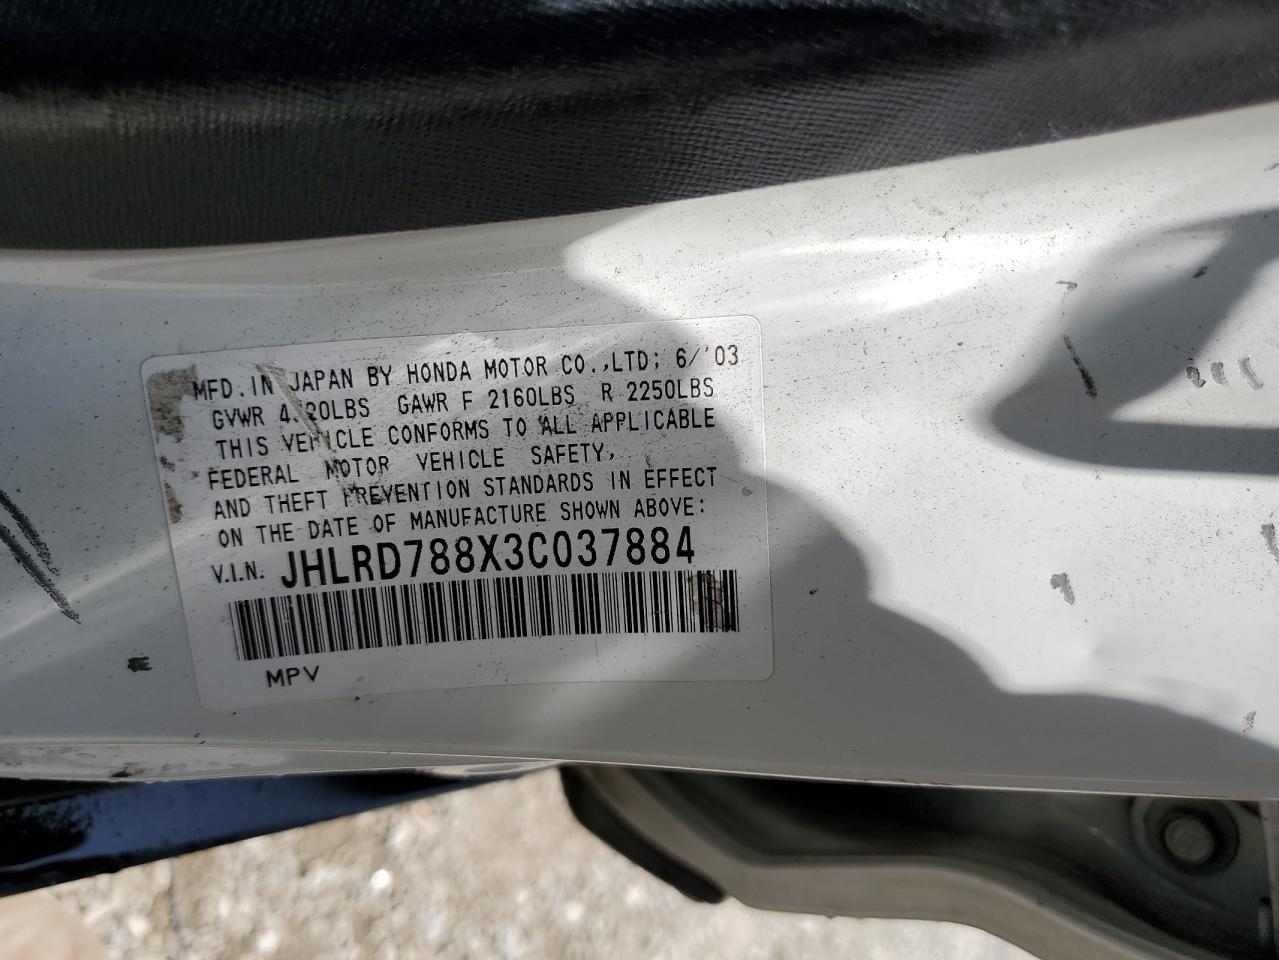 MFD. IN JAPAN BY HONDA MOTOR CO.,LTD; 6/'03
GVWR GAWR F 2160LBS R 2250LBS
THIS VEHICLE CONFORMS TO ALL APPLICABLE
FEDERAL MOTOR VEHICLE SAFETY,
AND THEFT PREVENTION STANDARDS IN EFFECT
ON THE DATE OF MANUFACTURE SHOWN ABOVE:
V.I.N. JHLRD788X3C037884
MPV